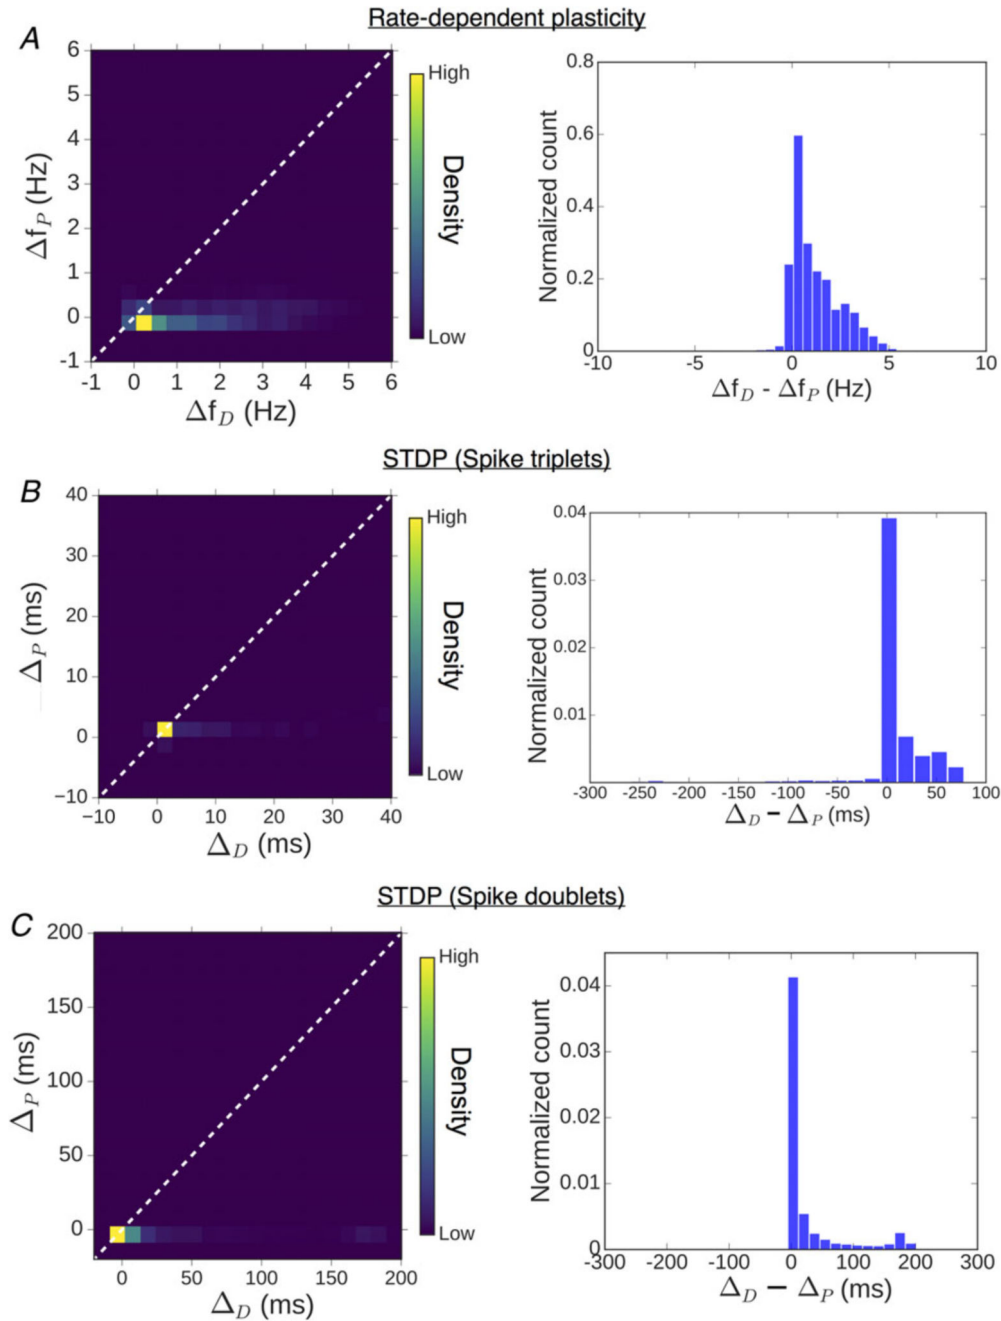 Rate-dependent plasticity
A
6
5
4
3
2
1
0
-1
Δf_P (Hz)
-1 0 1 2 3 4 5 6
Δf_D (Hz)
High
Density
Low
0.8
0.6
0.4
0.2
0
Normalized count
-10 -5 0 5 10
Δf_D - Δf_P (Hz)
STDP (Spike triplets)
B
40
30
20
10
0
−10
Δ_P (ms)
−10 0 10 20 30 40
Δ_D (ms)
High
Density
Low
0.04
0.03
0.02
0.01
Normalized count
-300 -250 -200 -150 -100 -50 0 50 100
Δ_D − Δ_P (ms)
STDP (Spike doublets)
C
200
150
100
50
0
Δ_P (ms)
0 50 100 150 200
Δ_D (ms)
High
Density
Low
0.04
0.03
0.02
0.01
0
Normalized count
-300 -200 -100 0 100 200 300
Δ_D − Δ_P (ms)